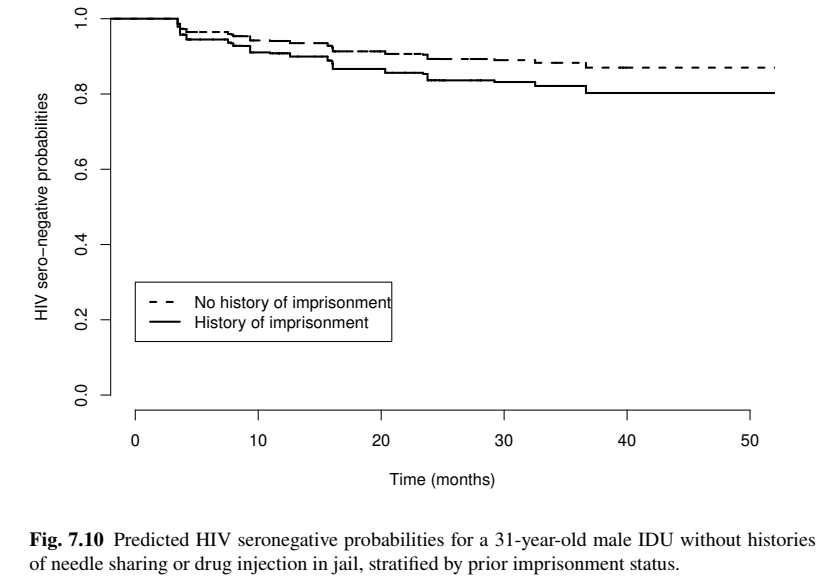 1.0
0.8
0.6
0.4
0.2
0.0
HIV sero−negative probabilities
No history of imprisonment
History of imprisonment
0 10 20 30 40 50
Time (months)
Fig. 7.10 Predicted HIV seronegative probabilities for a 31-year-old male IDU without histories
of needle sharing or drug injection in jail, stratified by prior imprisonment status.